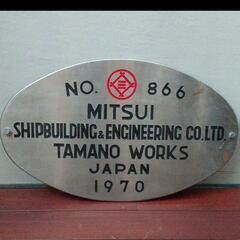 NO. 866
MITSUI
SHIPBUILDING & ENGINEERING CO. LTD.
TAMANO WORKS
JAPAN
1970